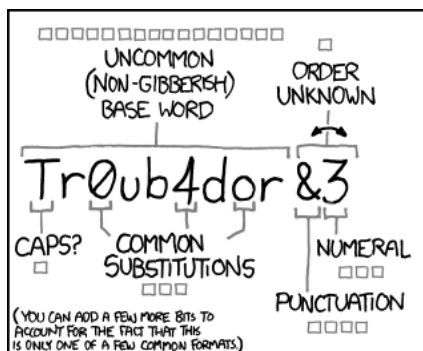 UNCOMMON
(NON-GIBBERISH)
BASE WORD
ORDER
UNKNOWN
Tr0ub4dor &3
CAPS?
COMMON
SUBSTITUTIONS
NUMERAL
PUNCTUATION
(YOU CAN ADD A FEW MORE BITS TO
ACCOUNT FOR THE FACT THAT THIS
IS ONLY ONE OF A FEW COMMON FORMATS.)